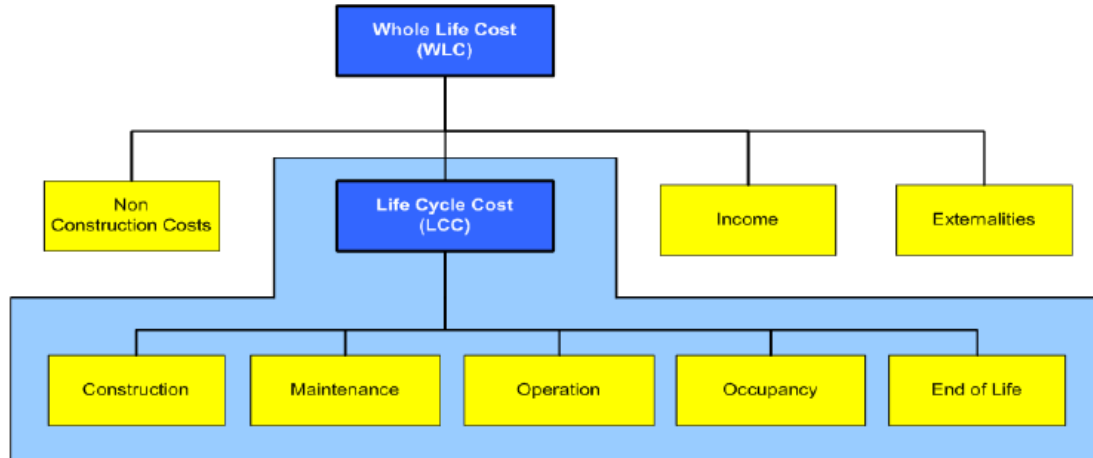 Whole Life Cost
(WLC)
Non
Construction Costs
Life Cycle Cost
(LCC)
Income
Externalities
Construction
Maintenance
Operation
Occupancy
End of Life